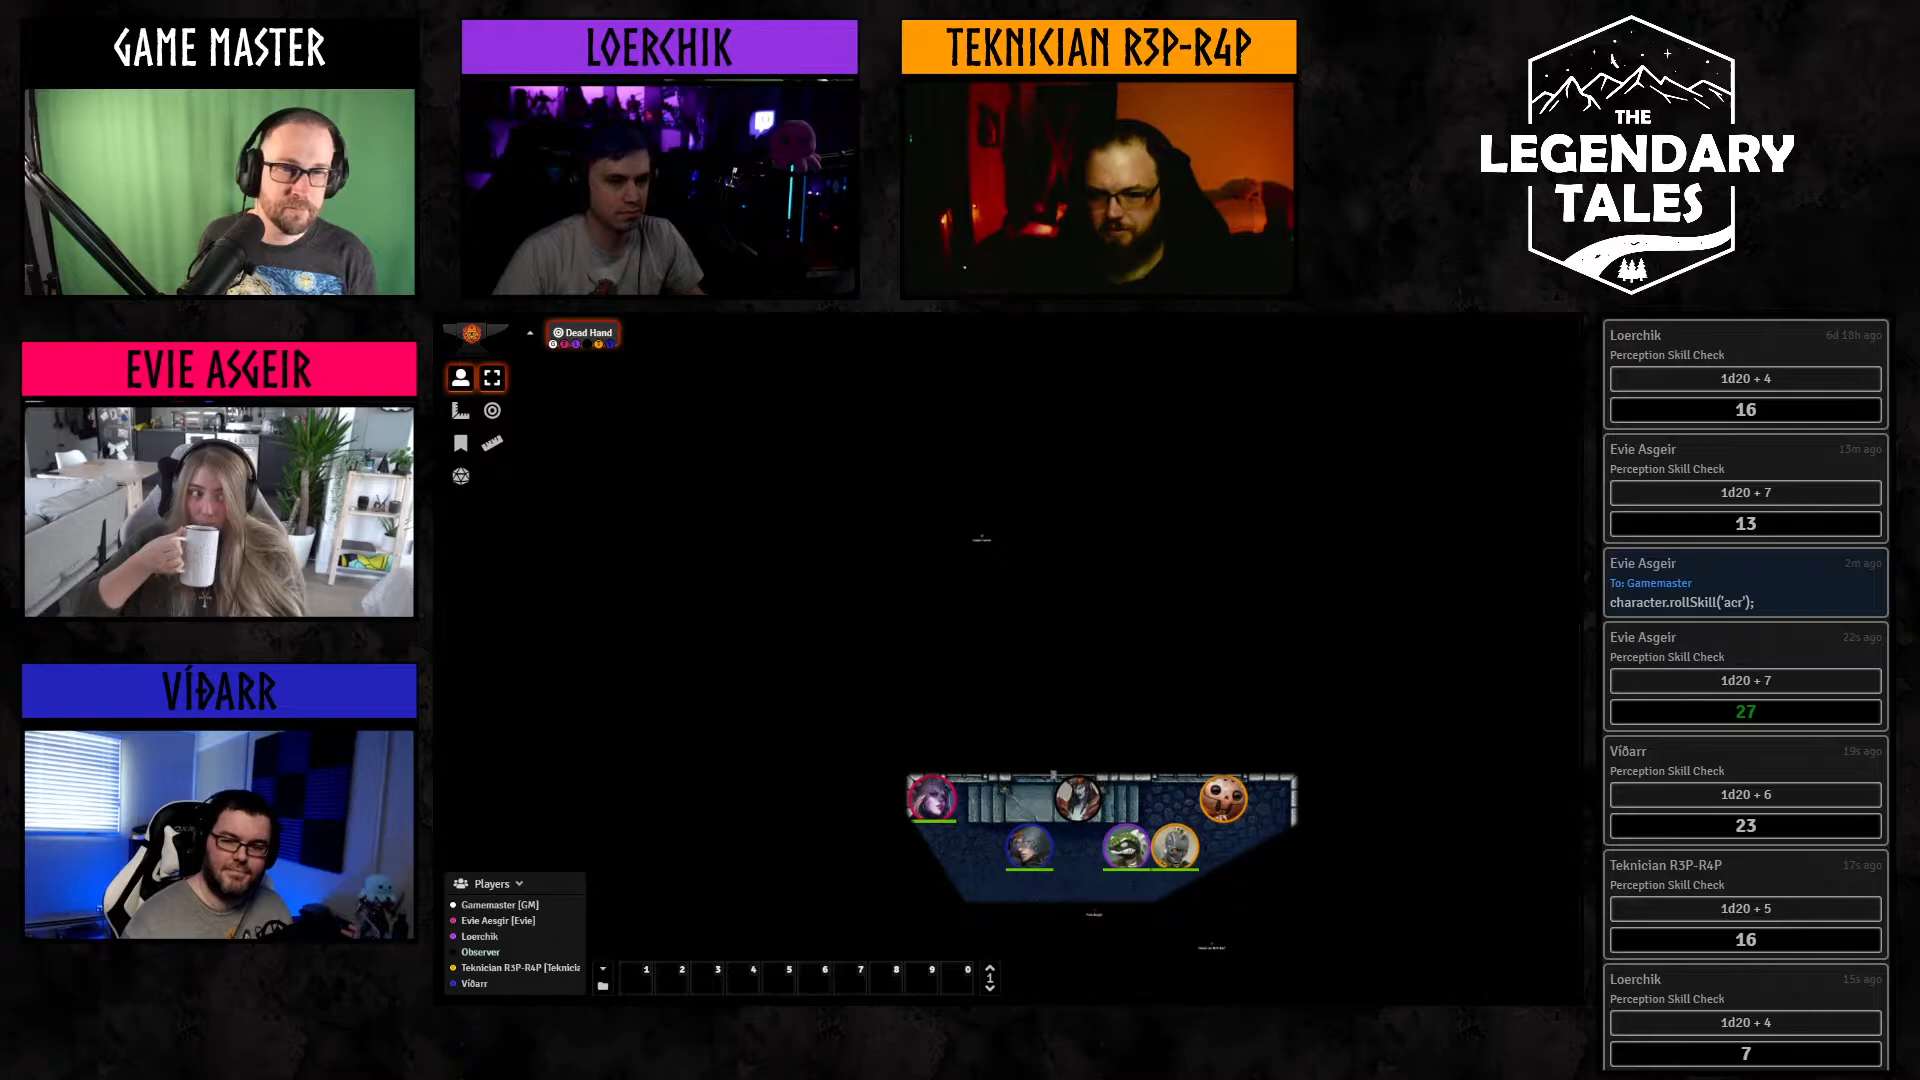 GAME MASTER
LOERCHIK
TEKNICIAN R3P-R4P
THE
LEGENDARY
TALES
EVIE ASGEIR
VÍÐARR
Dead Hand
G E L T V
Players
Gamemaster [GM]
Evie Aesgir [Evie]
Loerchik
Observer
Teknician R3P-R4P [Teknicia
Víðarr
1 2 3 4 5 6 7 8 9 0
1
Loerchik 6d 18h ago
Perception Skill Check
1d20 + 4
16
Evie Asgeir 13m ago
Perception Skill Check
1d20 + 7
13
Evie Asgeir 2m ago
To: Gamemaster
character.rollSkill('acr');
Evie Asgeir 22s ago
Perception Skill Check
1d20 + 7
27
Víðarr 19s ago
Perception Skill Check
1d20 + 6
23
Teknician R3P-R4P 17s ago
Perception Skill Check
1d20 + 5
16
Loerchik 15s ago
Perception Skill Check
1d20 + 4
7